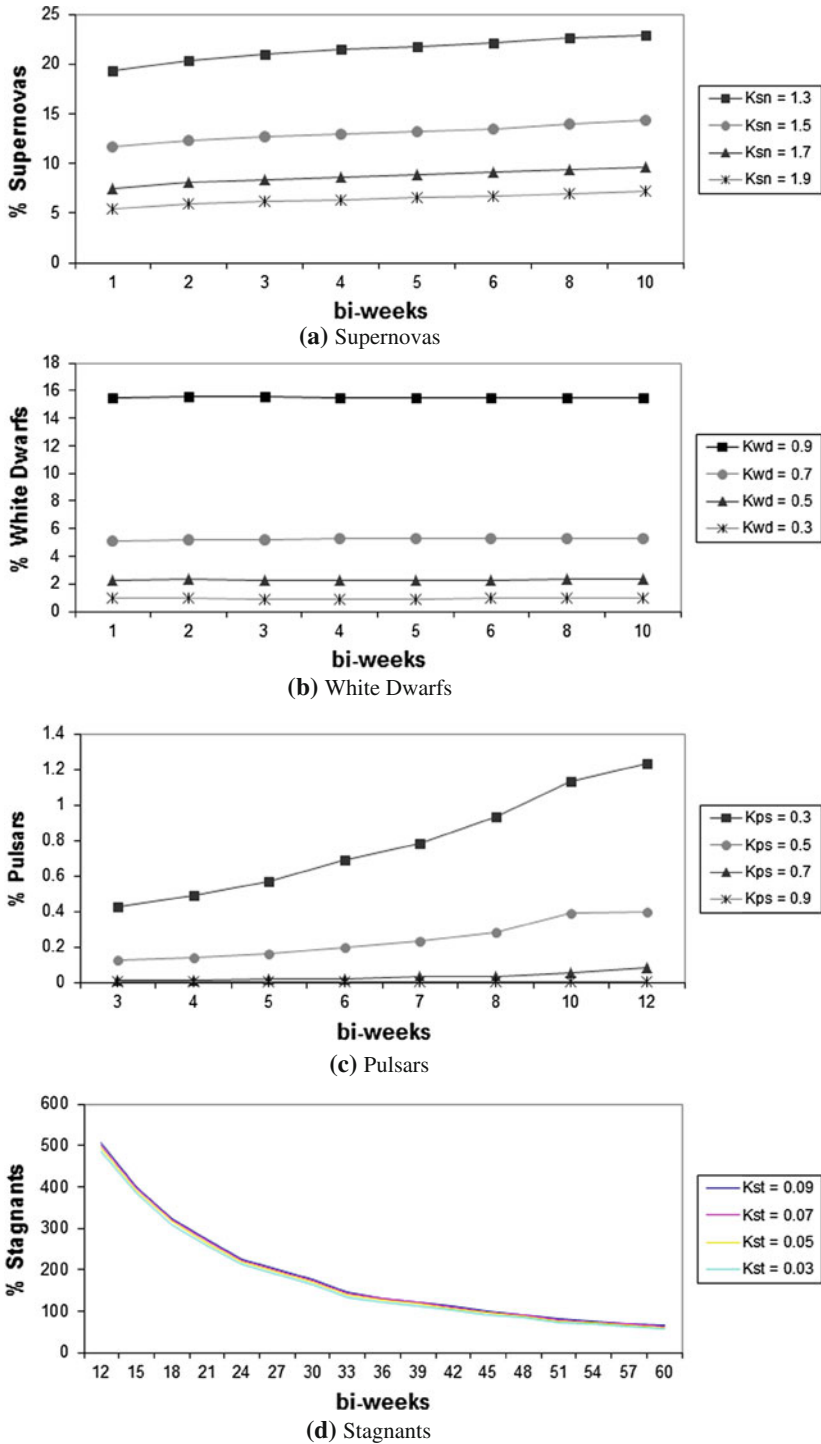 25
20
15
10
5
0
% Supernovas
1 2 3 4 5 6 8 10
bi-weeks
Ksn = 1.3
Ksn = 1.5
Ksn = 1.7
Ksn = 1.9
(a) Supernovas
18
16
14
12
10
8
6
4
2
0
% White Dwarfs
1 2 3 4 5 6 8 10
bi-weeks
Kwd = 0.9
Kwd = 0.7
Kwd = 0.5
Kwd = 0.3
(b) White Dwarfs
1.4
1.2
1
0.8
0.6
0.4
0.2
0
% Pulsars
3 4 5 6 7 8 10 12
bi-weeks
Kps = 0.3
Kps = 0.5
Kps = 0.7
Kps = 0.9
(c) Pulsars
600
500
400
300
200
100
0
% Stagnants
12 15 18 21 24 27 30 33 36 39 42 45 48 51 54 57 60
bi-weeks
Kst = 0.09
Kst = 0.07
Kst = 0.05
Kst = 0.03
(d) Stagnants